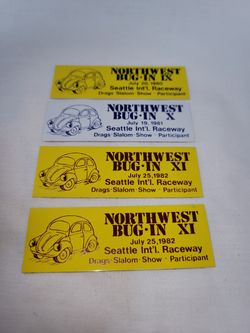 NORTHWEST
BUG-IN IX
July 20, 1980
Seattle Int'l. Raceway
Drags·Slalom·Show·Participant
NORTHWEST
BUG-IN X
July 19, 1981
Seattle Int'l. Raceway
Drags·Slalom·Show·Participant
NORTHWEST
BUG-IN XI
July 25, 1982
Seattle Int'l. Raceway
Drags·Slalom·Show·Participant
NORTHWEST
BUG-IN XI
July 25, 1982
Seattle Int'l. Raceway
Drags·Slalom·Show·Participant